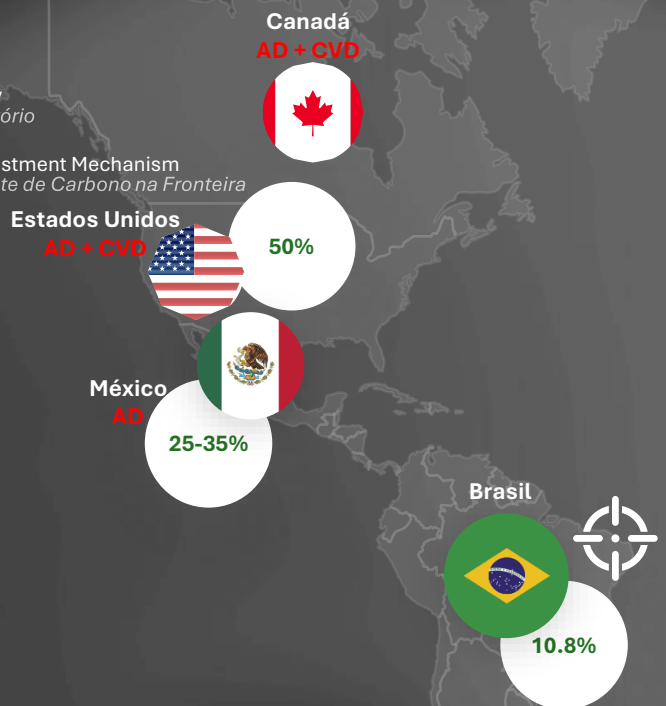 Canadá
AD + CVD
ório
stment Mechanism
te de Carbono na Fronteira
Estados Unidos
AD + CVD
50%
México
AD
25-35%
Brasil
10.8%